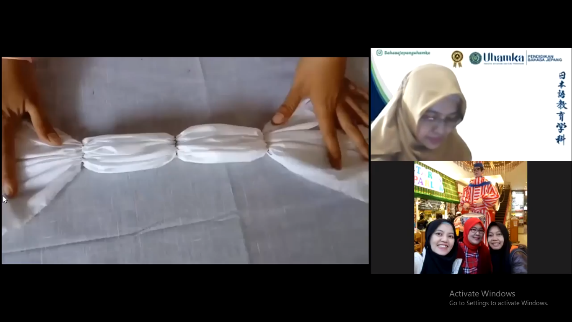 Uhamka
PENDIDIKAN
BAHASA JEPANG
日本語教育学科
Activate Windows
Go to Settings to activate Windows.